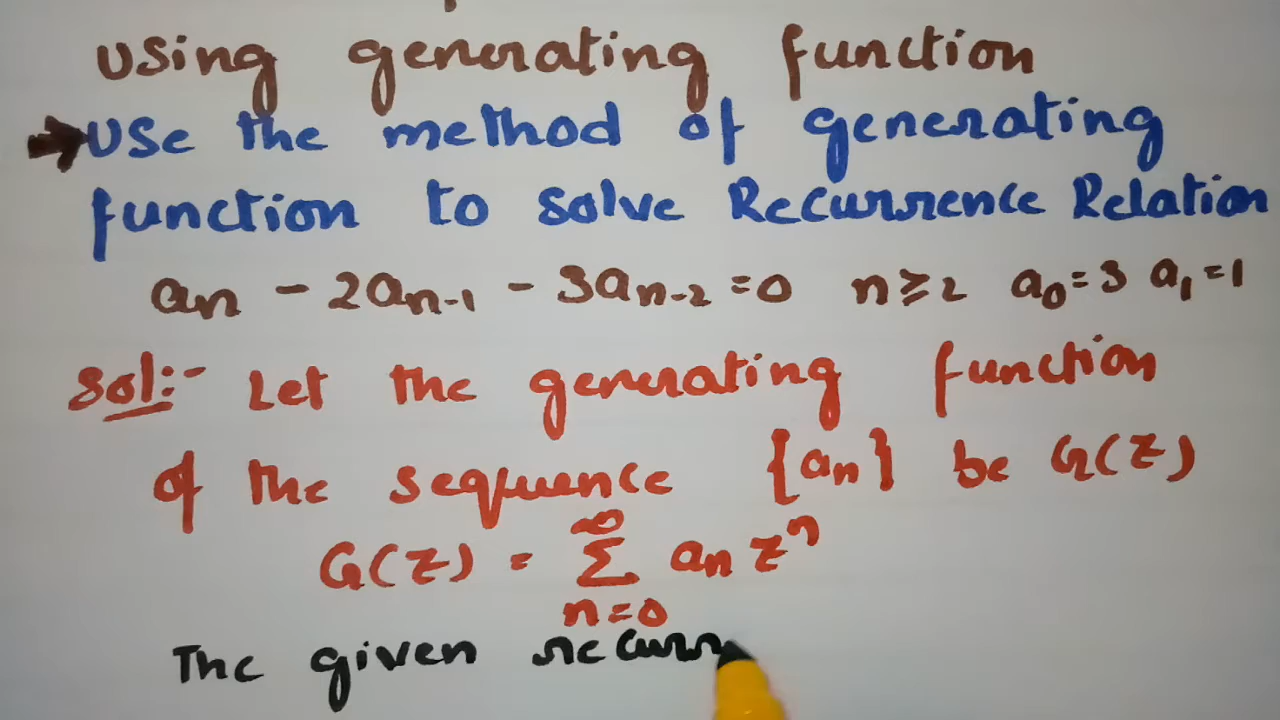 Using generating function
→ Use the method of generating
function to solve Recurrence Relation
aₙ - 2aₙ₋₁ - 3aₙ₋₂ = 0 n ≥ 2 a₀ = 3 a₁ = 1
Sol:- Let the generating function
of the sequence {aₙ} be G(z)
G(z) = ∑ₙ₌₀^∞ aₙ zⁿ
The given recurr